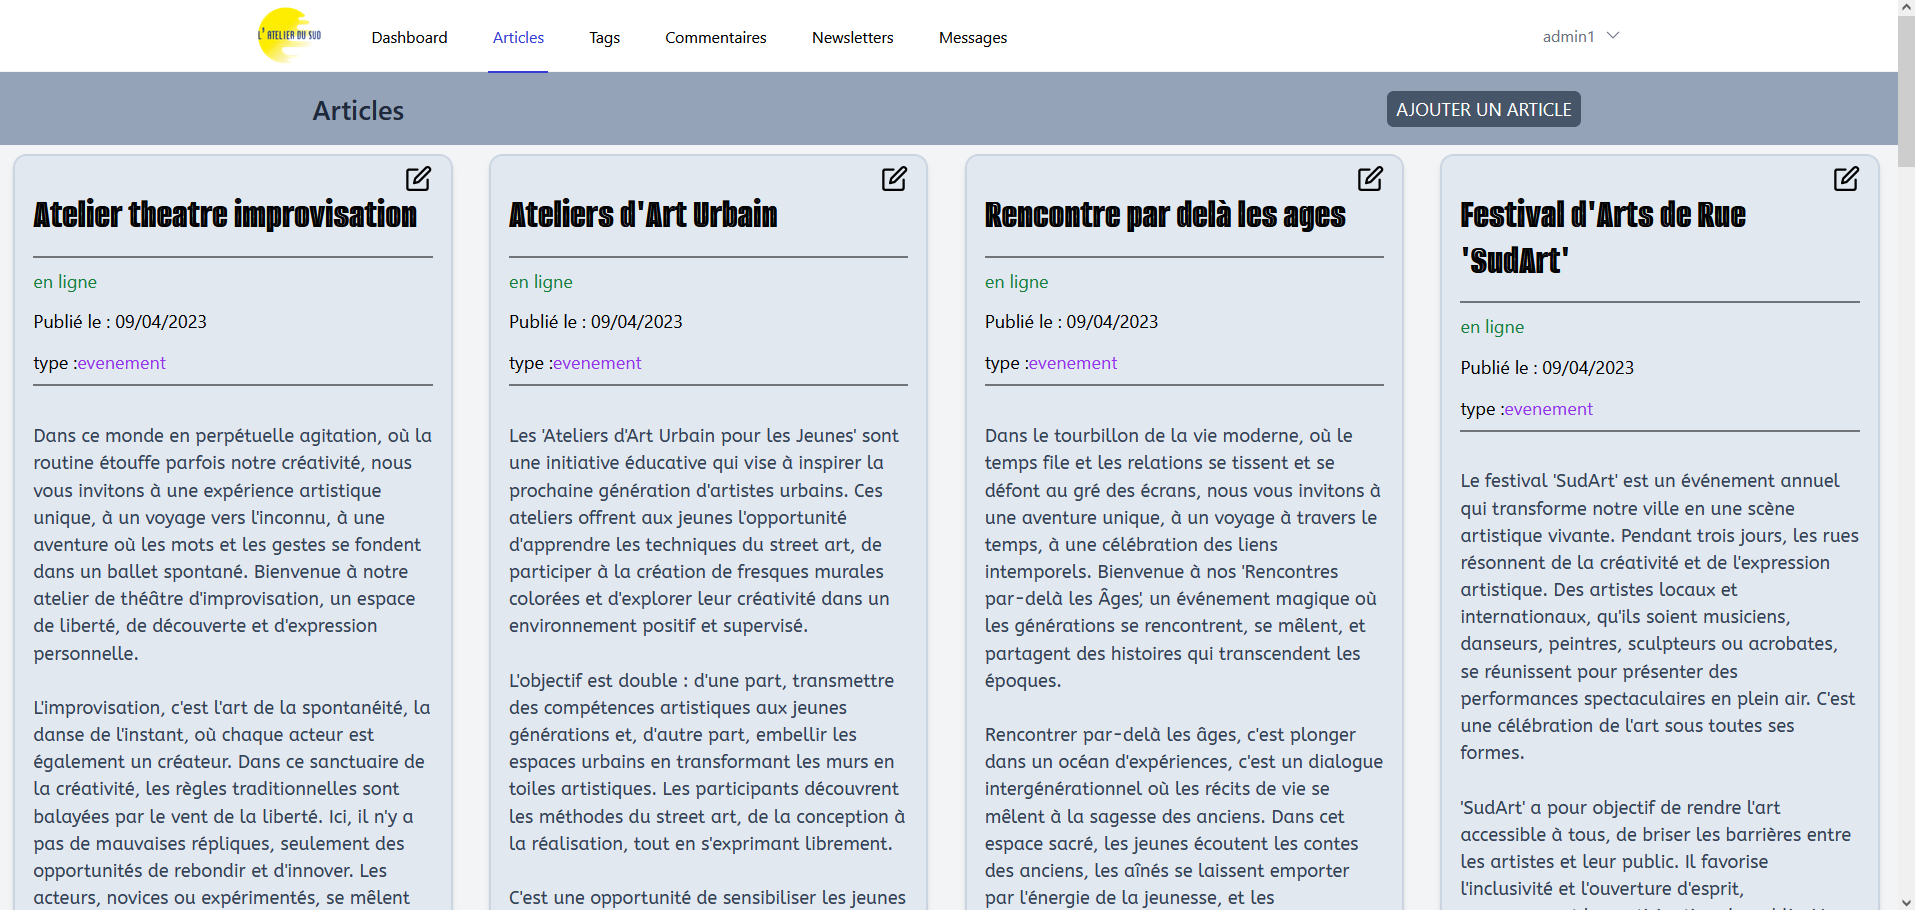 L'ATELIER DU SUD
Dashboard
Articles
Tags
Commentaires
Newsletters
Messages
admin1
Articles
AJOUTER UN ARTICLE
Atelier theatre improvisation
en ligne
Publié le : 09/04/2023
type :evenement
Dans ce monde en perpétuelle agitation, où la
routine étouffe parfois notre créativité, nous
vous invitons à une expérience artistique
unique, à un voyage vers l'inconnu, à une
aventure où les mots et les gestes se fondent
dans un ballet spontané. Bienvenue à notre
atelier de théâtre d'improvisation, un espace
de liberté, de découverte et d'expression
personnelle.
L'improvisation, c'est l'art de la spontanéité, la
danse de l'instant, où chaque acteur est
également un créateur. Dans ce sanctuaire de
la créativité, les règles traditionnelles sont
balayées par le vent de la liberté. Ici, il n'y a
pas de mauvaises répliques, seulement des
opportunités de rebondir et d'innover. Les
acteurs, novices ou expérimentés, se mêlent
Ateliers d'Art Urbain
en ligne
Publié le : 09/04/2023
type :evenement
Les 'Ateliers d'Art Urbain pour les Jeunes' sont
une initiative éducative qui vise à inspirer la
prochaine génération d'artistes urbains. Ces
ateliers offrent aux jeunes l'opportunité
d'apprendre les techniques du street art, de
participer à la création de fresques murales
colorées et d'explorer leur créativité dans un
environnement positif et supervisé.
L'objectif est double : d'une part, transmettre
des compétences artistiques aux jeunes
générations et, d'autre part, embellir les
espaces urbains en transformant les murs en
toiles artistiques. Les participants découvrent
les méthodes du street art, de la conception à
la réalisation, tout en s'exprimant librement.
C'est une opportunité de sensibiliser les jeunes
Rencontre par delà les ages
en ligne
Publié le : 09/04/2023
type :evenement
Dans le tourbillon de la vie moderne, où le
temps file et les relations se tissent et se
défont au gré des écrans, nous vous invitons à
une aventure unique, à un voyage à travers le
temps, à une célébration des liens
intemporels. Bienvenue à nos 'Rencontres
par-delà les Âges', un événement magique où
les générations se rencontrent, se mêlent, et
partagent des histoires qui transcendent les
époques.
Rencontrer par-delà les âges, c'est plonger
dans un océan d'expériences, c'est un dialogue
intergénérationnel où les récits de vie se
mêlent à la sagesse des anciens. Dans cet
espace sacré, les jeunes écoutent les contes
des anciens, les aînés se laissent emporter
par l'énergie de la jeunesse, et les
Festival d'Arts de Rue
'SudArt'
en ligne
Publié le : 09/04/2023
type :evenement
Le festival 'SudArt' est un événement annuel
qui transforme notre ville en une scène
artistique vivante. Pendant trois jours, les rues
résonnent de la créativité et de l'expression
artistique. Des artistes locaux et
internationaux, qu'ils soient musiciens,
danseurs, peintres, sculpteurs ou acrobates,
se réunissent pour présenter des
performances spectaculaires en plein air. C'est
une célébration de l'art sous toutes ses
formes.
'SudArt' a pour objectif de rendre l'art
accessible à tous, de briser les barrières entre
les artistes et leur public. Il favorise
l'inclusivité et l'ouverture d'esprit,